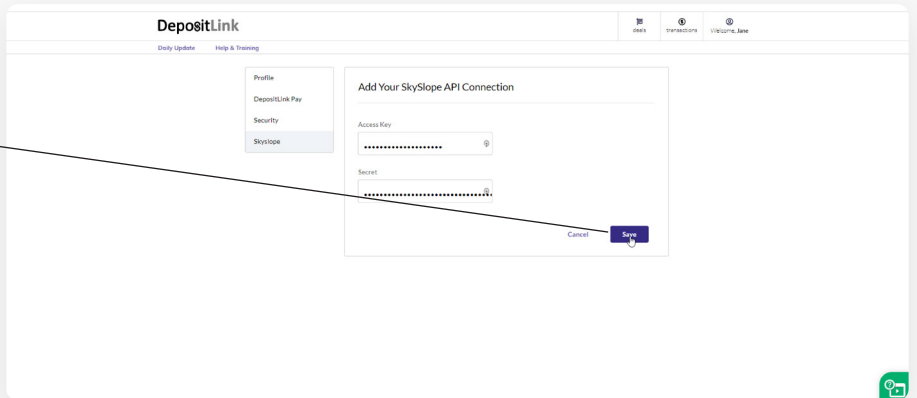 DepositLink
deals
transactions
Welcome, Jane
Daily Update Help & Training
Profile
DepositLink Pay
Security
Skyslope
Add Your SkySlope API Connection
Access Key
••••••••••••••••••••
Secret
•••••••••••••••••••••••••••••••••
Cancel Save